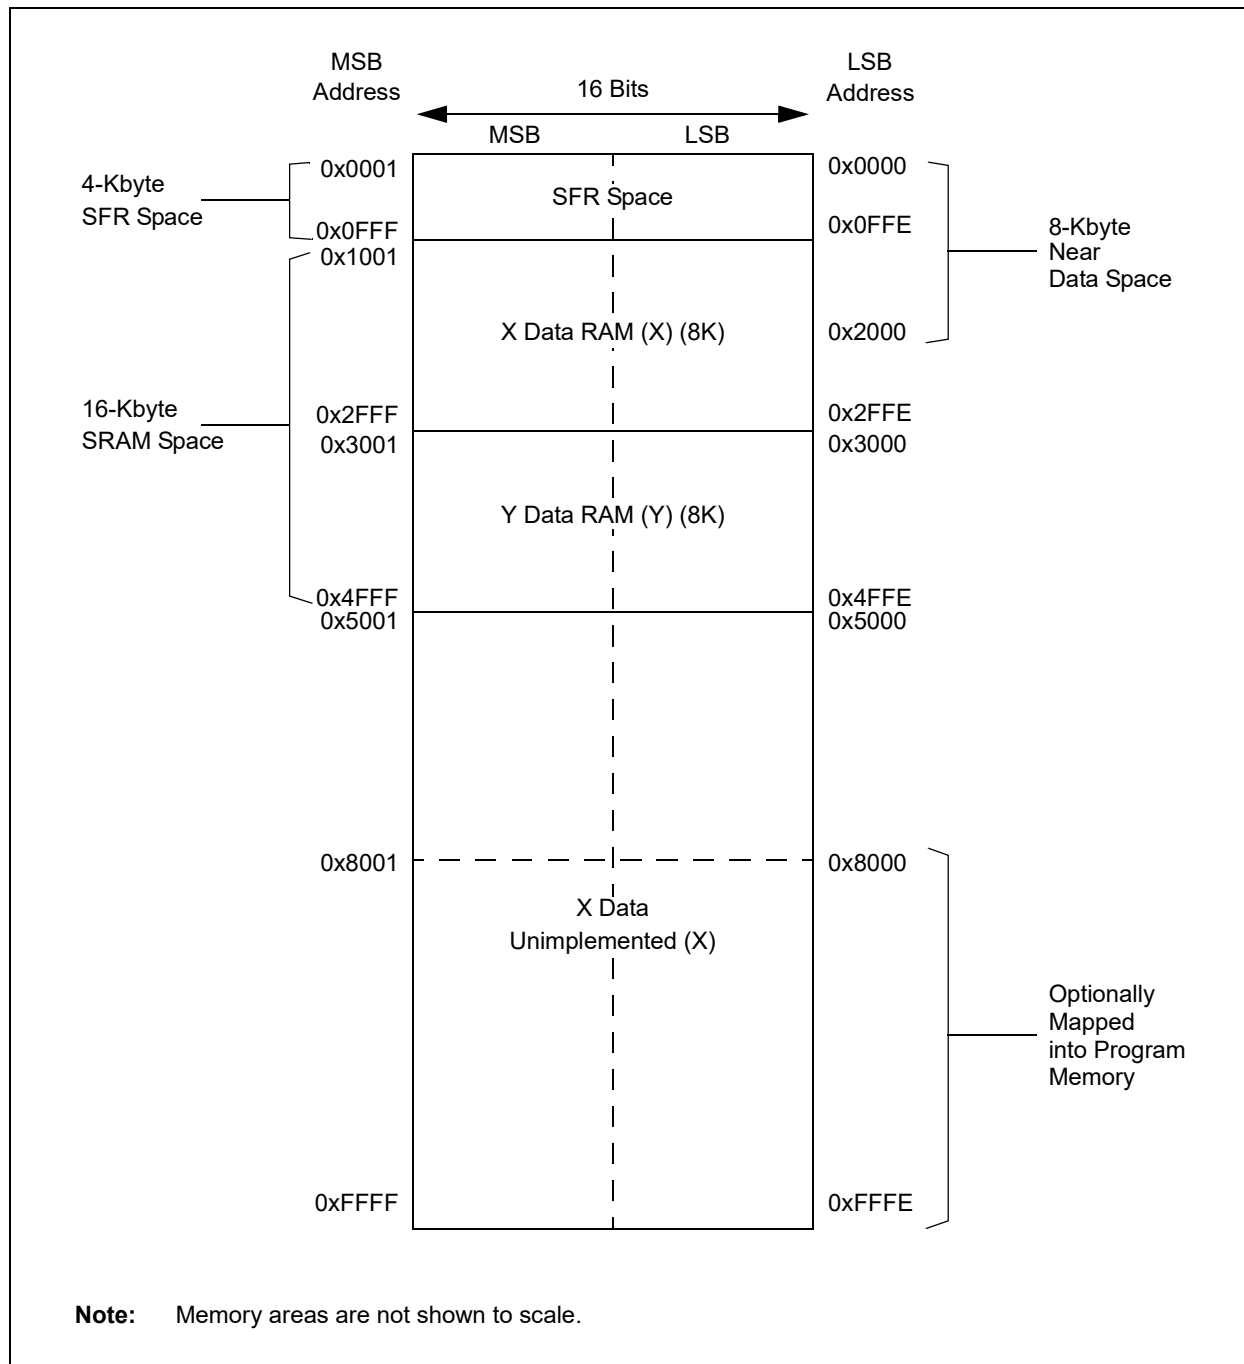 MSB
Address
LSB
Address
16 Bits
MSB
LSB
0x0001
0x0000
4-Kbyte
SFR Space
SFR Space
0x0FFF
0x0FFE
0x1001
8-Kbyte
Near
Data Space
X Data RAM (X) (8K)
0x2000
16-Kbyte
SRAM Space
0x2FFF
0x2FFE
0x3001
0x3000
Y Data RAM (Y) (8K)
0x4FFF
0x4FFE
0x5001
0x5000
0x8001
0x8000
X Data
Unimplemented (X)
Optionally
Mapped
into Program
Memory
0xFFFF
0xFFFE
Note: Memory areas are not shown to scale.